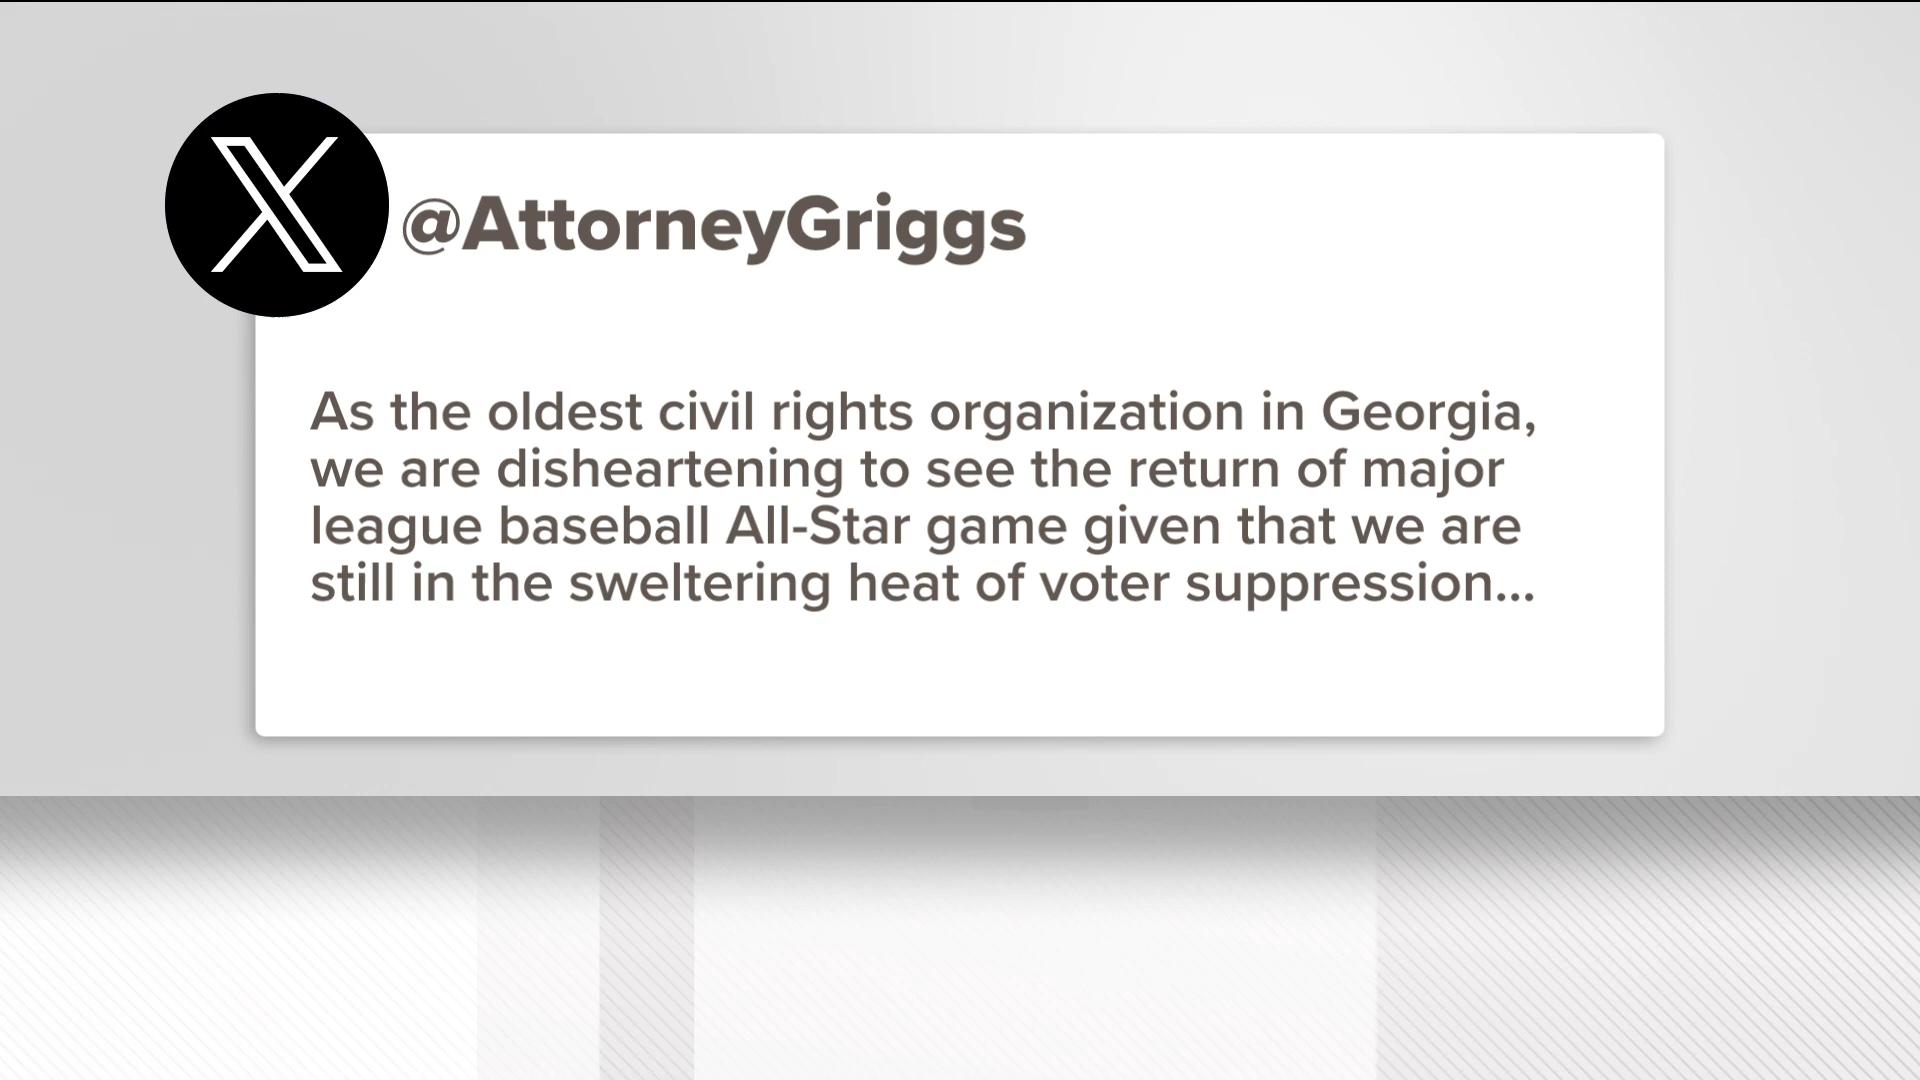 @AttorneyGriggs
As the oldest civil rights organization in Georgia,
we are disheartening to see the return of major
league baseball All-Star game given that we are
still in the sweltering heat of voter suppression...